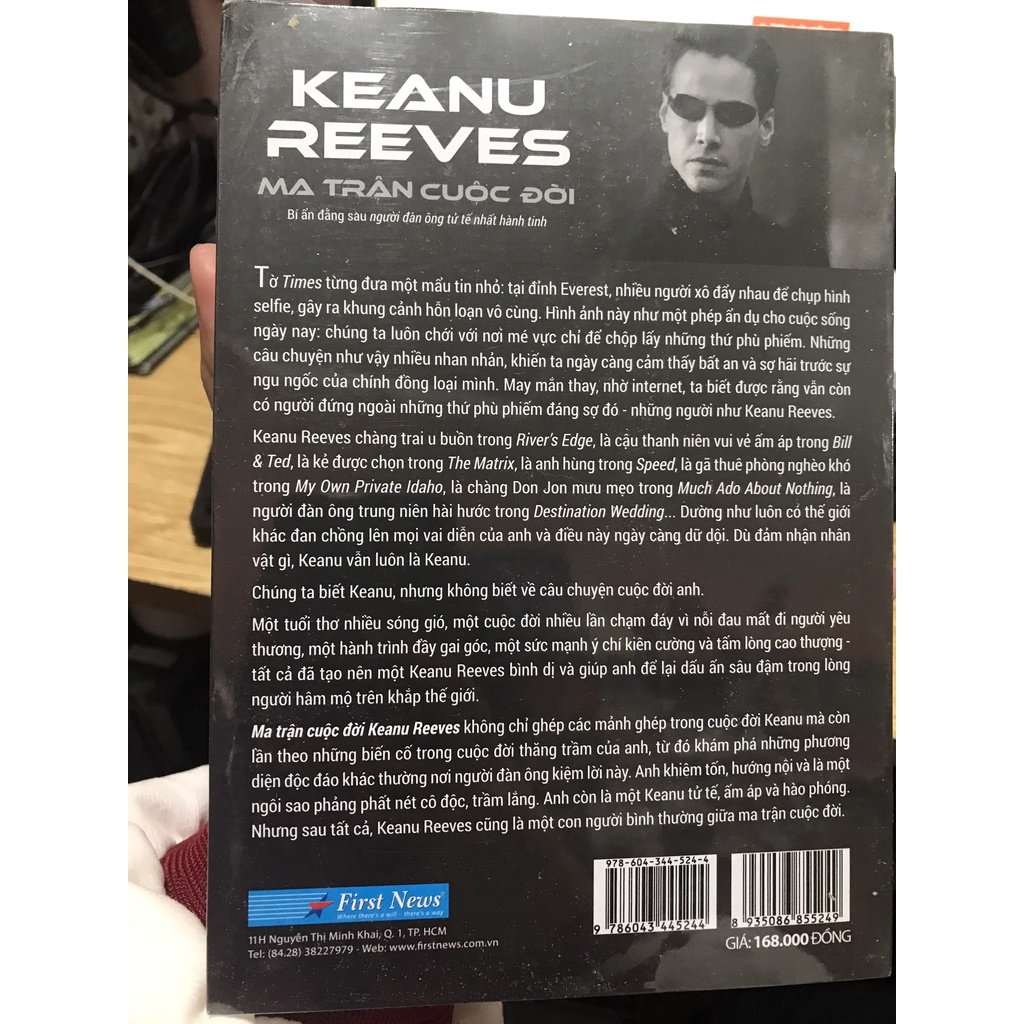 KEANU
REEVES
MA TRẬN CUỘC ĐỜI
Bí ẩn đằng sau người đàn ông tử tế nhất hành tinh
Tờ Times từng đưa một mẩu tin nhỏ: tại đỉnh Everest, nhiều người xô đẩy nhau để chụp hình
selfie, gây ra khung cảnh hỗn loạn vô cùng. Hình ảnh này như một phép ẩn dụ cho cuộc sống
ngày nay: chúng ta luôn chới với nơi mé vực chỉ để chộp lấy những thứ phù phiếm. Những
câu chuyện như vậy nhiều nhan nhản, khiến ta ngày càng cảm thấy bất an và sợ hãi trước sự
ngu ngốc của chính đồng loại mình. May mắn thay, nhờ internet, ta biết được rằng vẫn còn
có người đứng ngoài những thứ phù phiếm đáng sợ đó - những người như Keanu Reeves.
Keanu Reeves chàng trai u buồn trong River's Edge, là cậu thanh niên vui vẻ ấm áp trong Bill
& Ted, là kẻ được chọn trong The Matrix, là anh hùng trong Speed, là gã thuê phòng nghèo khó
trong My Own Private Idaho, là chàng Don Jon mưu mẹo trong Much Ado About Nothing, là
người đàn ông trung niên hài hước trong Destination Wedding... Dường như luôn có thế giới
khác đan chồng lên mọi vai diễn của anh và điều này ngày càng dữ dội. Dù đảm nhận nhân
vật gì, Keanu vẫn luôn là Keanu.
Chúng ta biết Keanu, nhưng không biết về câu chuyện cuộc đời anh.
Một tuổi thơ nhiều sóng gió, một cuộc đời nhiều lần chạm đáy vì nỗi đau mất đi người yêu
thương, một hành trình đầy gai góc, một sức mạnh ý chí kiên cường và tấm lòng cao thượng -
tất cả đã tạo nên một Keanu Reeves bình dị và giúp anh để lại dấu ấn sâu đậm trong lòng
người hâm mộ trên khắp thế giới.
Ma trận cuộc đời Keanu Reeves không chỉ ghép các mảnh ghép trong cuộc đời Keanu mà còn
lần theo những biến cố trong cuộc đời thăng trầm của anh, từ đó khám phá những phương
diện độc đáo khác thường nơi người đàn ông kiệm lời này. Anh khiêm tốn, hướng nội và là một
ngôi sao phảng phất nét cô độc, trầm lắng. Anh còn là một Keanu tử tế, ấm áp và hào phóng.
Nhưng sau tất cả, Keanu Reeves cũng là một con người bình thường giữa ma trận cuộc đời.
First News
Where there's a will - there's a way
11H Nguyễn Thị Minh Khai, Q. 1, TP. HCM
Tel: (84.28) 38227979 - Web: www.firstnews.com.vn
978-604-344-524-4
9 786043 445244
8 935086 855249
GIÁ: 168.000 ĐỒNG